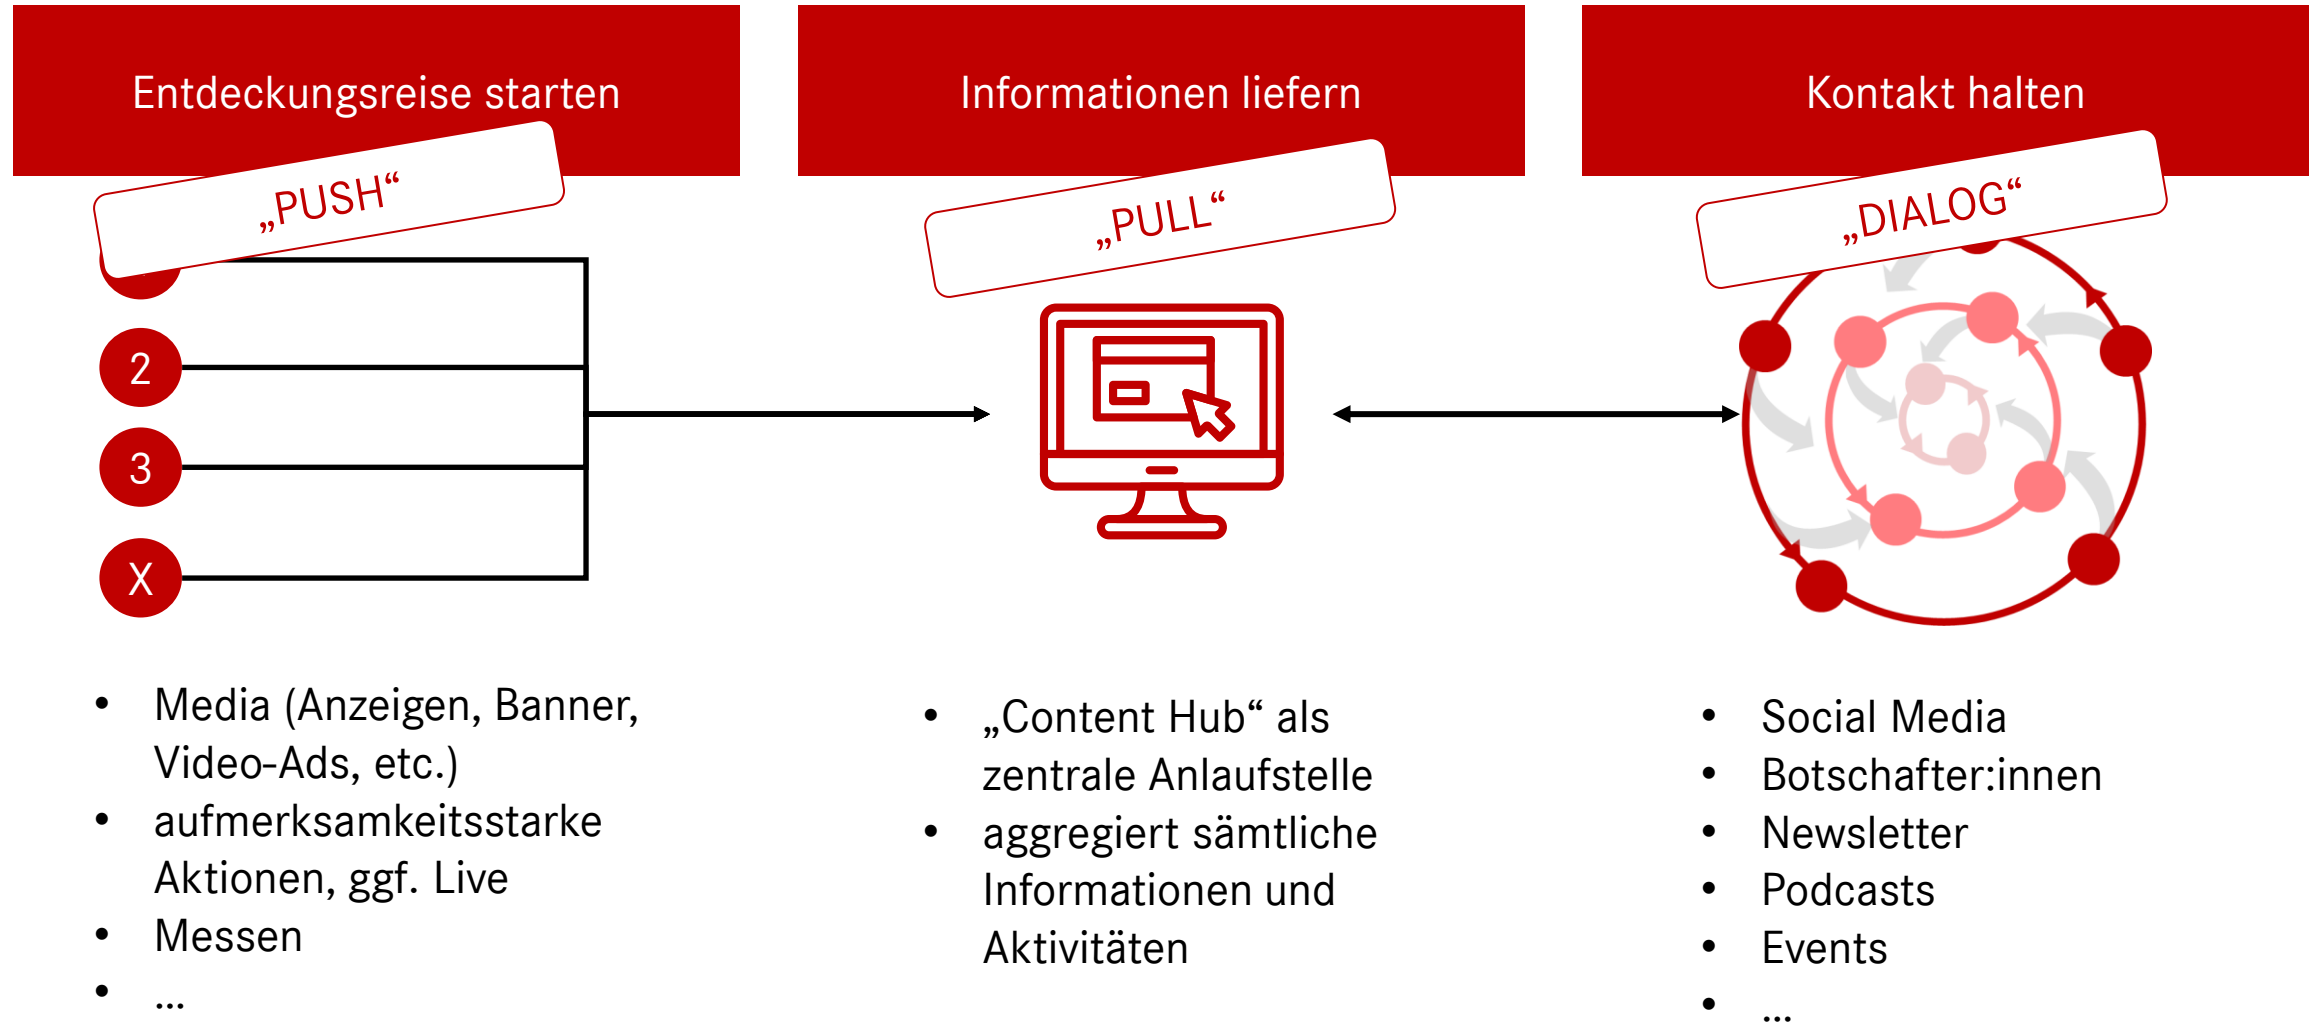 Entdeckungsreise starten
„PUSH“
2
3
X
• Media (Anzeigen, Banner,
Video-Ads, etc.)
• aufmerksamkeitsstarke
Aktionen, ggf. Live
• Messen
• ...
Informationen liefern
„PULL“
• „Content Hub“ als
zentrale Anlaufstelle
• aggregiert sämtliche
Informationen und
Aktivitäten
Kontakt halten
„DIALOG“
• Social Media
• Botschafter:innen
• Newsletter
• Podcasts
• Events
• ...